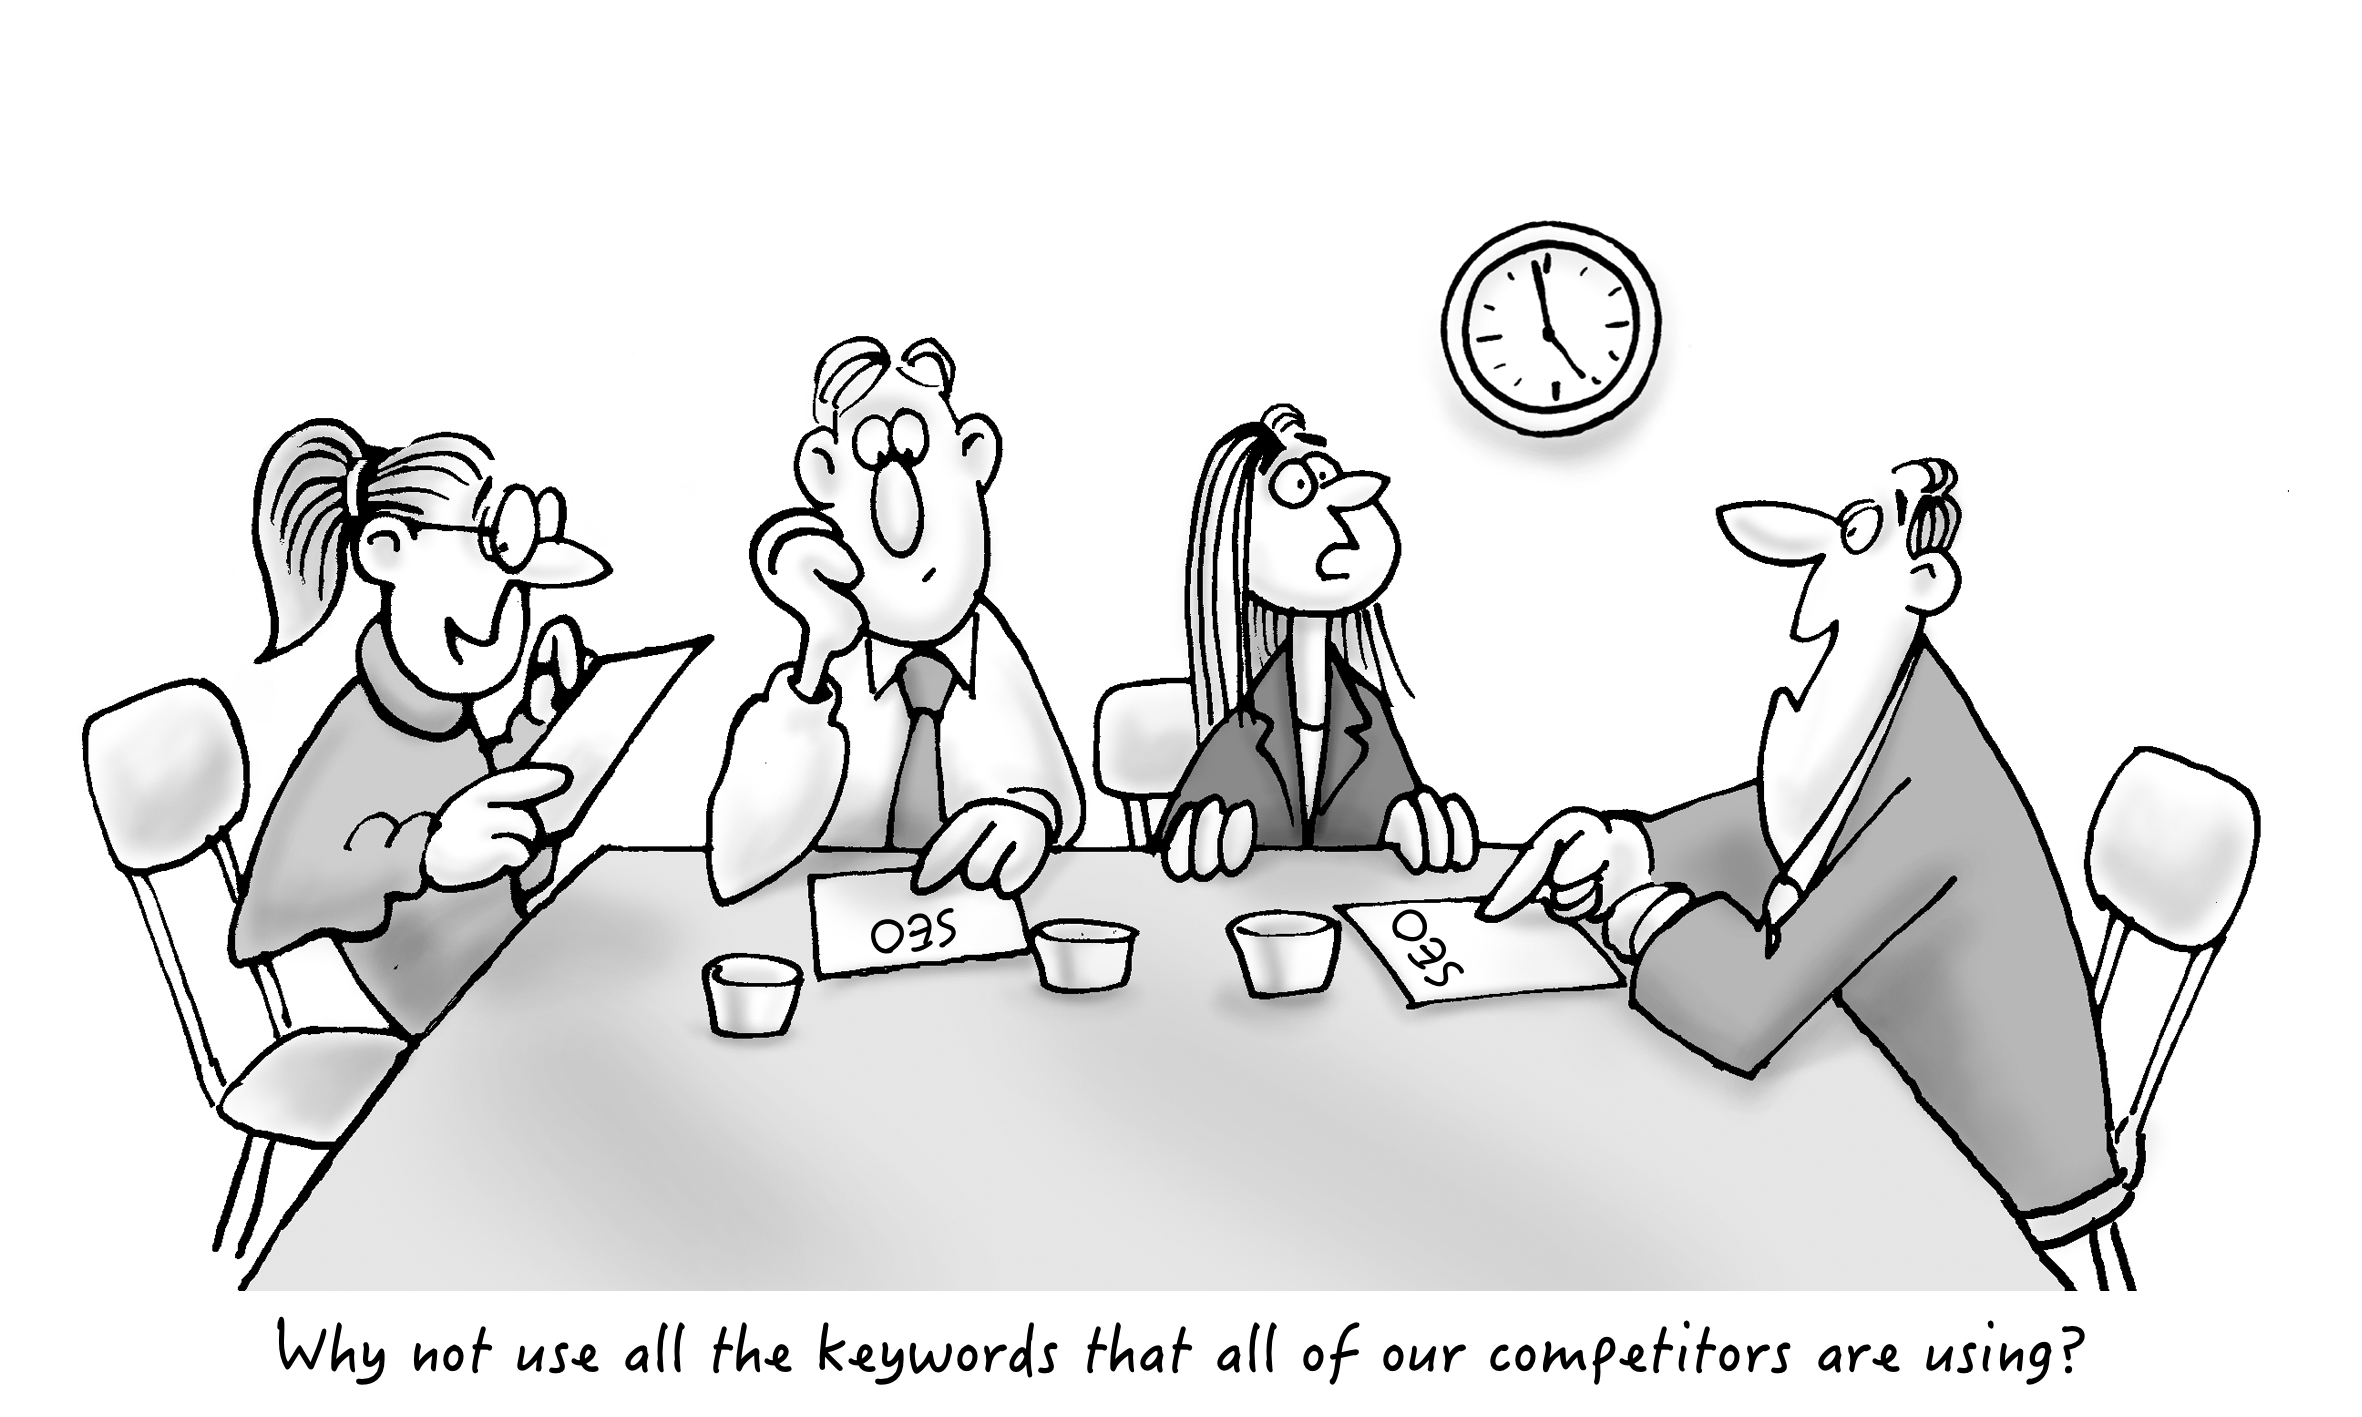 SEO
SEO
Why not use all the keywords that all of our competitors are using?